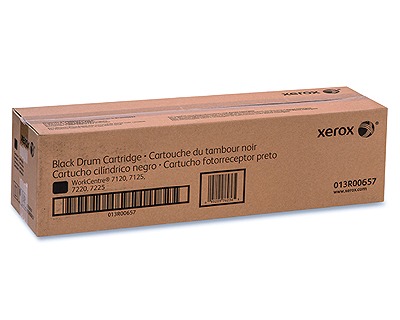 xerox
Black Drum Cartridge • Cartouche du tambour noir
Cartucho cilíndrico negro • Cartucho fotorreceptor preto
WorkCentre® 7120, 7125,
7220, 7225
013R00657
013R00657
www.xerox.com